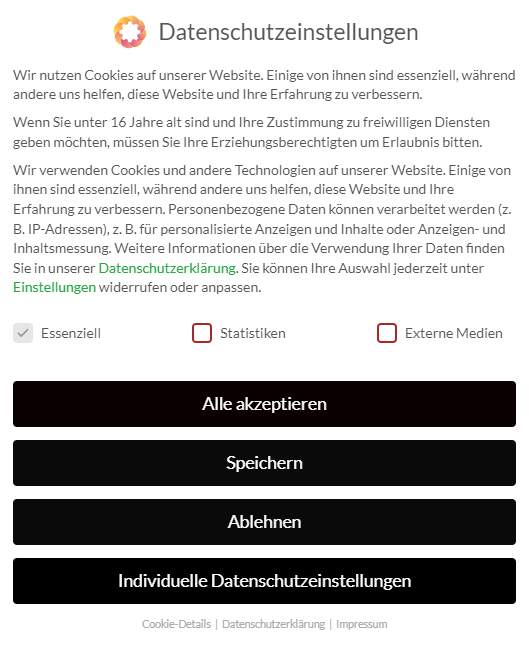 Datenschutzeinstellungen
Wir nutzen Cookies auf unserer Website. Einige von ihnen sind essenziell, während
andere uns helfen, diese Website und Ihre Erfahrung zu verbessern.
Wenn Sie unter 16 Jahre alt sind und Ihre Zustimmung zu freiwilligen Diensten
geben möchten, müssen Sie Ihre Erziehungsberechtigten um Erlaubnis bitten.
Wir verwenden Cookies und andere Technologien auf unserer Website. Einige von
ihnen sind essenziell, während andere uns helfen, diese Website und Ihre
Erfahrung zu verbessern. Personenbezogene Daten können verarbeitet werden (z.
B. IP-Adressen), z. B. für personalisierte Anzeigen und Inhalte oder Anzeigen- und
Inhaltsmessung. Weitere Informationen über die Verwendung Ihrer Daten finden
Sie in unserer Datenschutzerklärung. Sie können Ihre Auswahl jederzeit unter
Einstellungen widerrufen oder anpassen.
Essenziell Statistiken Externe Medien
Alle akzeptieren
Speichern
Ablehnen
Individuelle Datenschutzeinstellungen
Cookie-Details | Datenschutzerklärung | Impressum